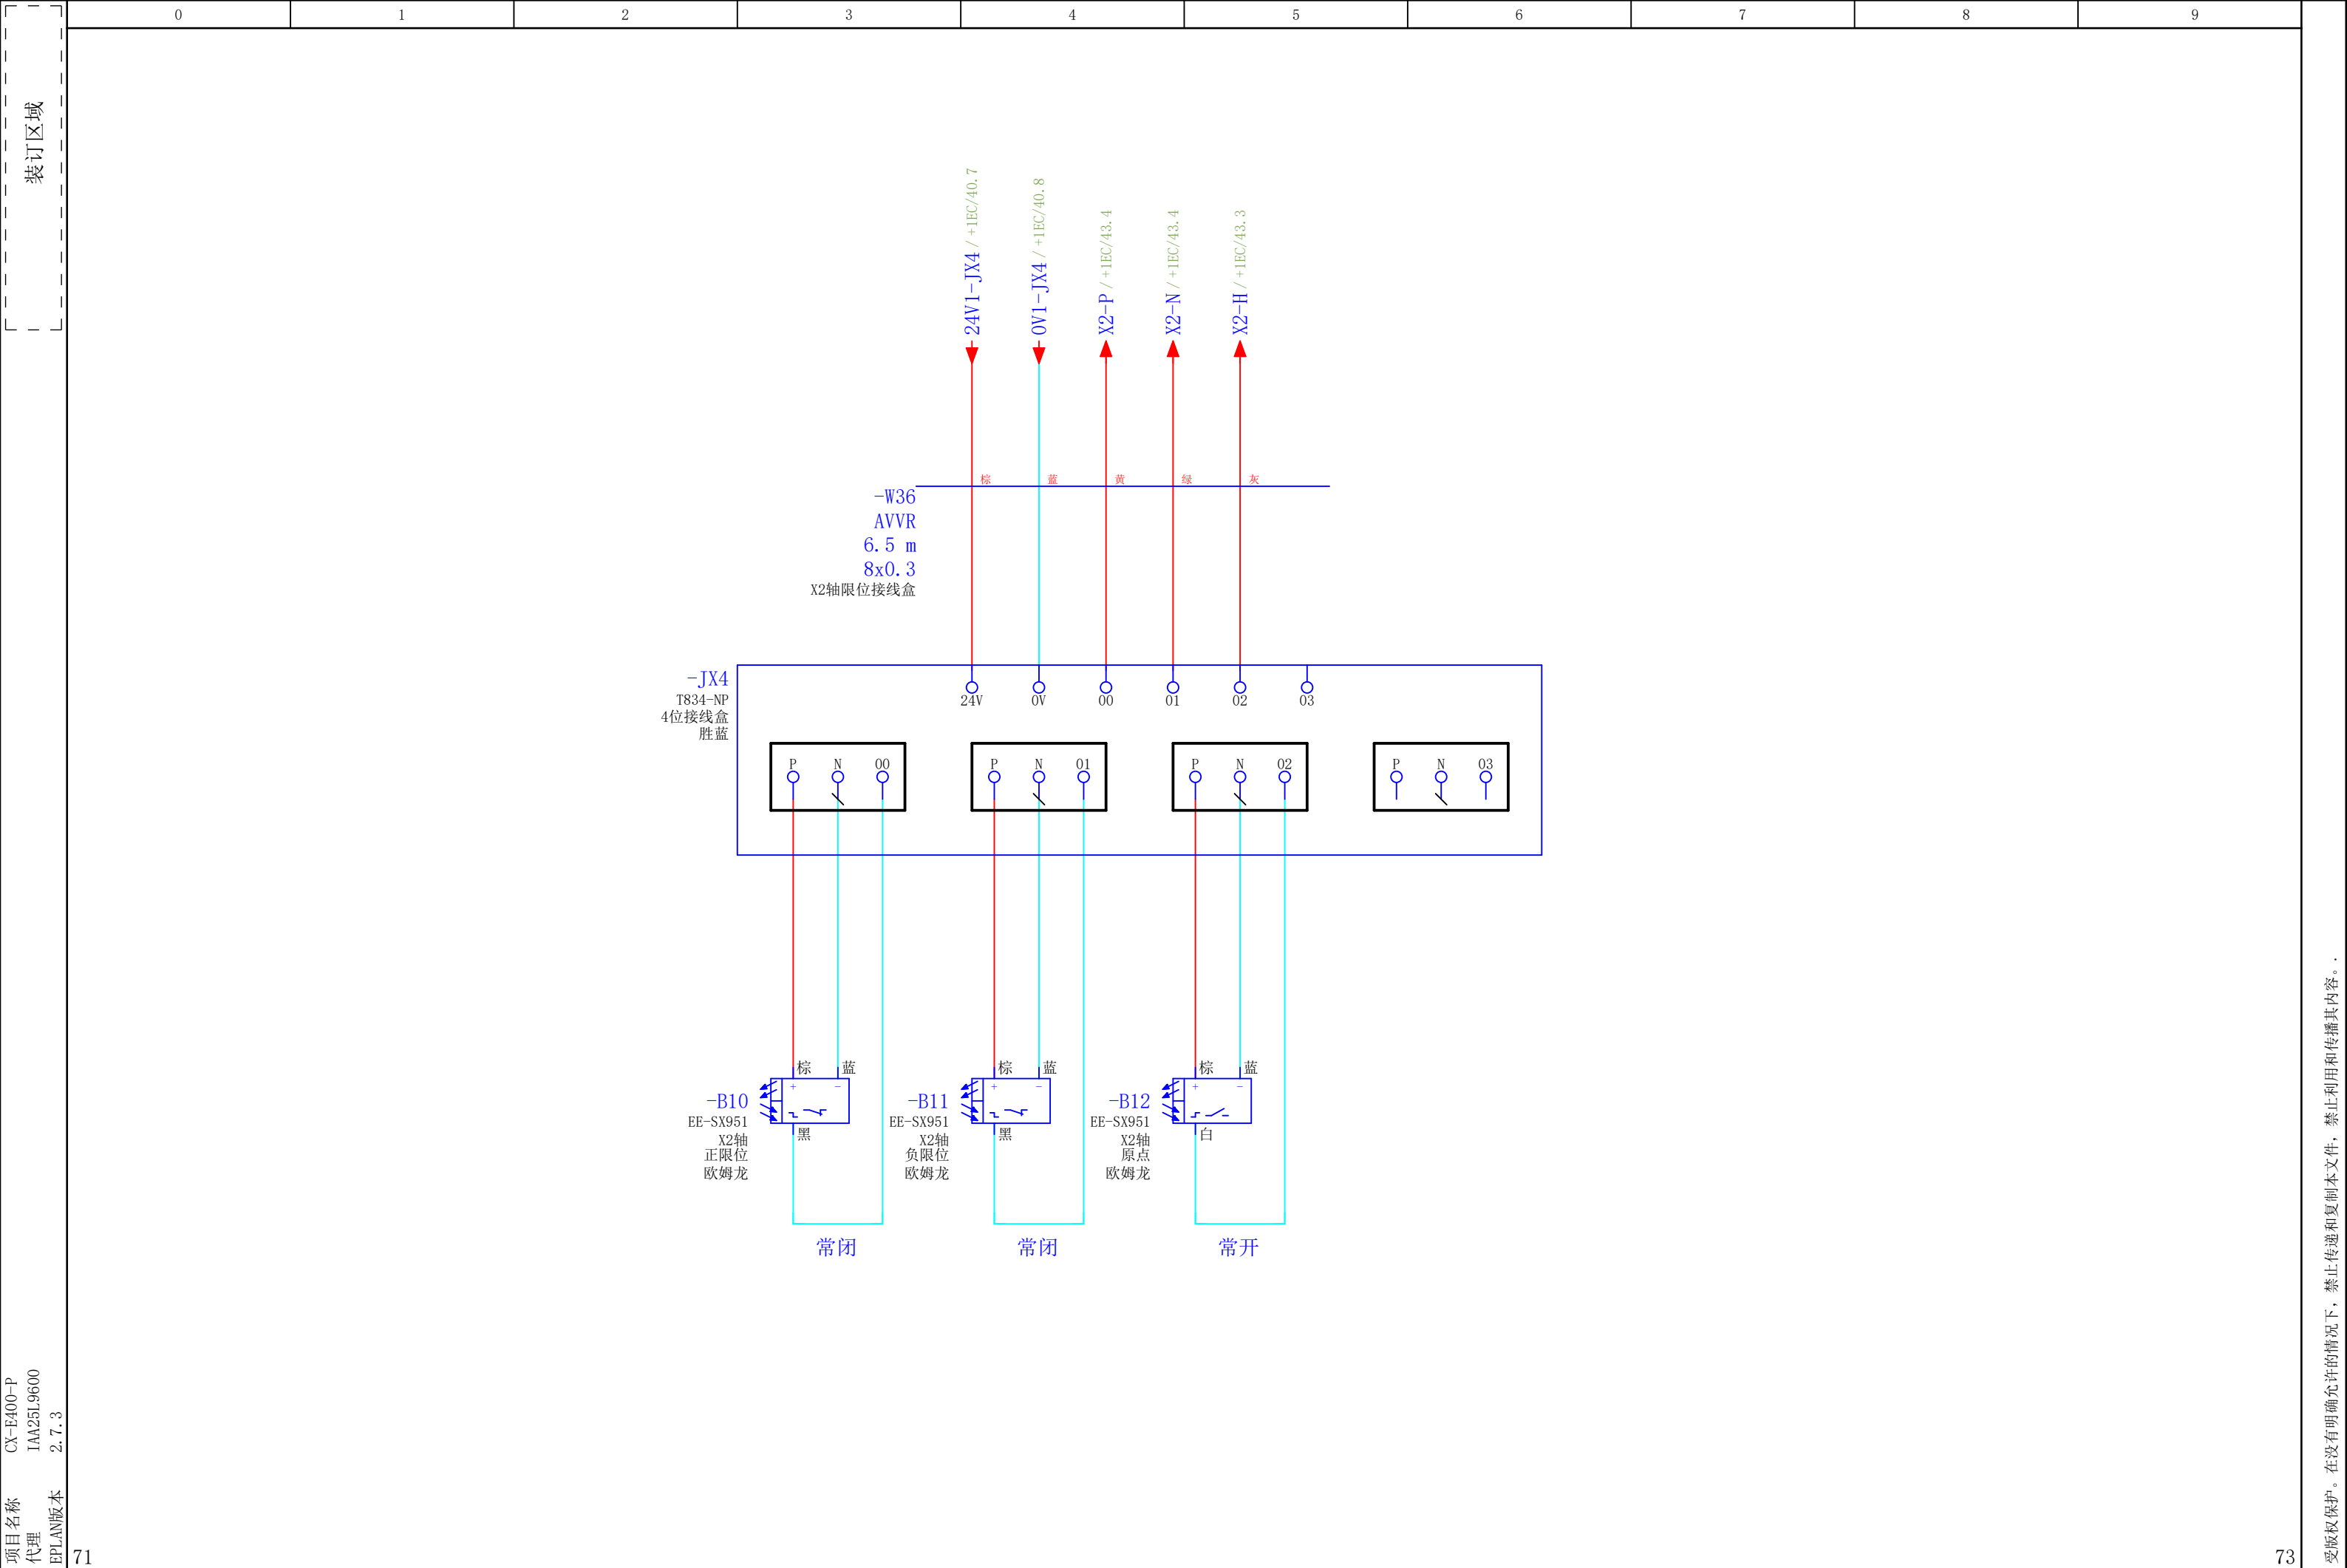 0 1 2 3 4 5 6 7 8 9
装订区域
24V1-JX4 / +1EC/40.7
0V1-JX4 / +1EC/40.8
X2-P / +1EC/43.4
X2-N / +1EC/43.4
X2-H / +1EC/43.3
棕 蓝 黄 绿 灰
-W36
AVVR
6.5 m
8x0.3
X2轴限位接线盒
-JX4
T834-NP
4位接线盒
胜蓝
24V 0V 00 01 02 03
P N 00 P N 01 P N 02 P N 03
棕 蓝 棕 蓝 棕 蓝
+ - + - + -
-B10
EE-SX951
X2轴
正限位
欧姆龙
黑
-B11
EE-SX951
X2轴
负限位
欧姆龙
黑
-B12
EE-SX951
X2轴
原点
欧姆龙
白
常闭 常闭 常开
项目名称 CX-E400-P
代理 IAA25L9600
EPLAN版本 2.7.3
71
73
受版权保护。在没有明确允许的情况下，禁止传递和复制本文件，禁止利用和传播其内容。.